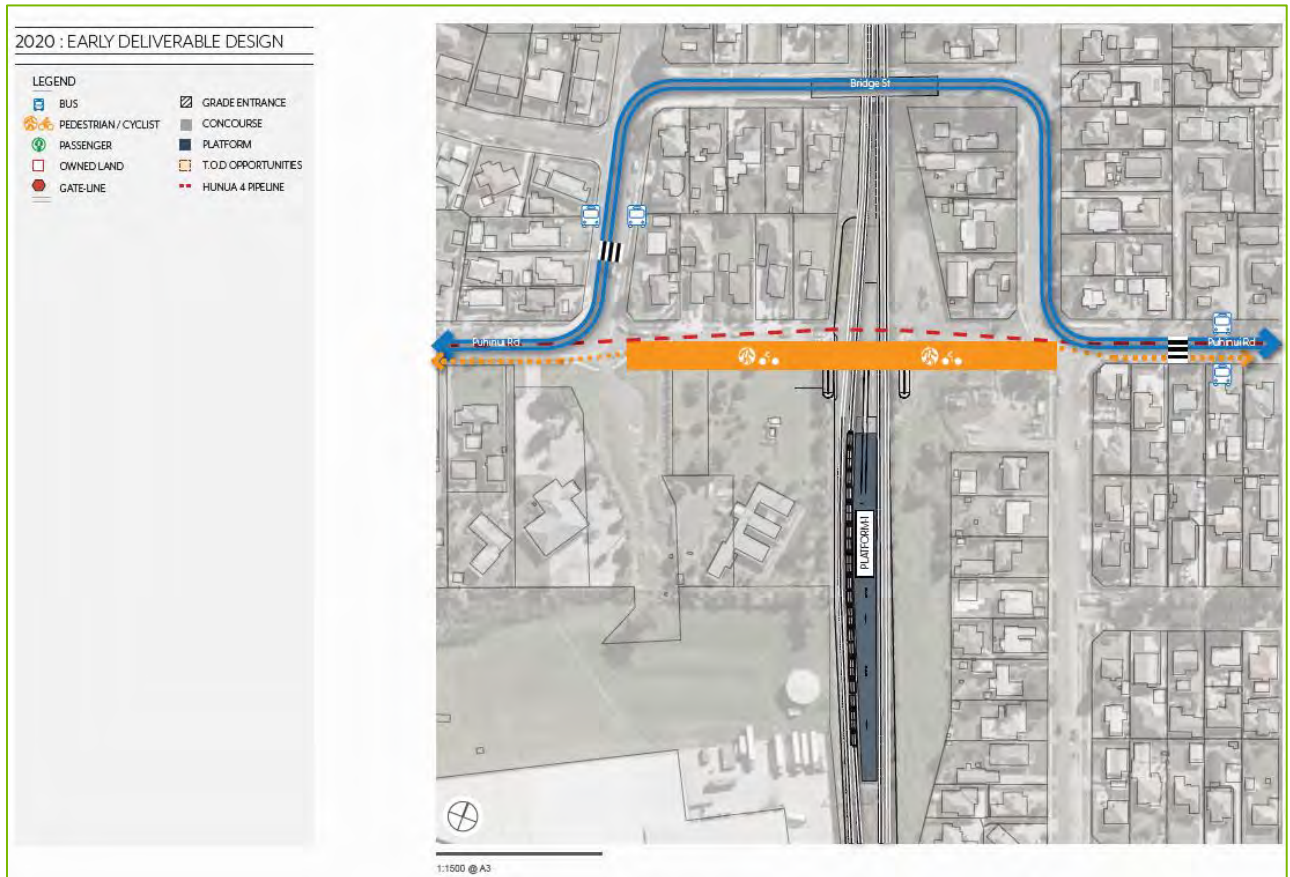 2020 : EARLY DELIVERABLE DESIGN
LEGEND
BUS
PEDESTRIAN / CYCLIST
PASSENGER
OWNED LAND
GATE-LINE
GRADE ENTRANCE
CONCOURSE
PLATFORM
T.O.D OPPORTUNITIES
HUNUA 4 PIPELINE
Bridge St
Puhinui Rd
Puhinui Rd
PLATFORM-1
1:1500 @ A3